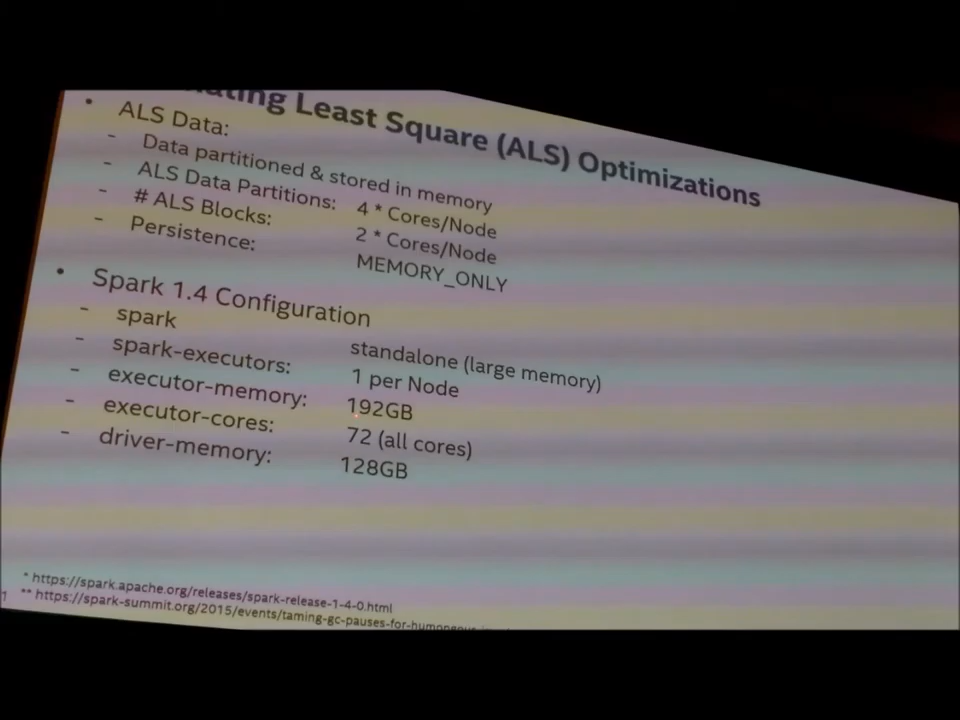 Least Square (ALS) Optimizations
• ALS Data:
- Data partitioned & stored in memory
- ALS Data Partitions: 4 * Cores/Node
- # ALS Blocks: 2 * Cores/Node
- Persistence: MEMORY_ONLY
• Spark 1.4 Configuration
- spark standalone (large memory)
- spark-executors: 1 per Node
- executor-memory: 192GB
- executor-cores: 72 (all cores)
- driver-memory: 128GB
* https://spark.apache.org/releases/spark-release-1-4-0.html
1 ** https://spark-summit.org/2015/events/taming-gc-pauses-for-humongous-